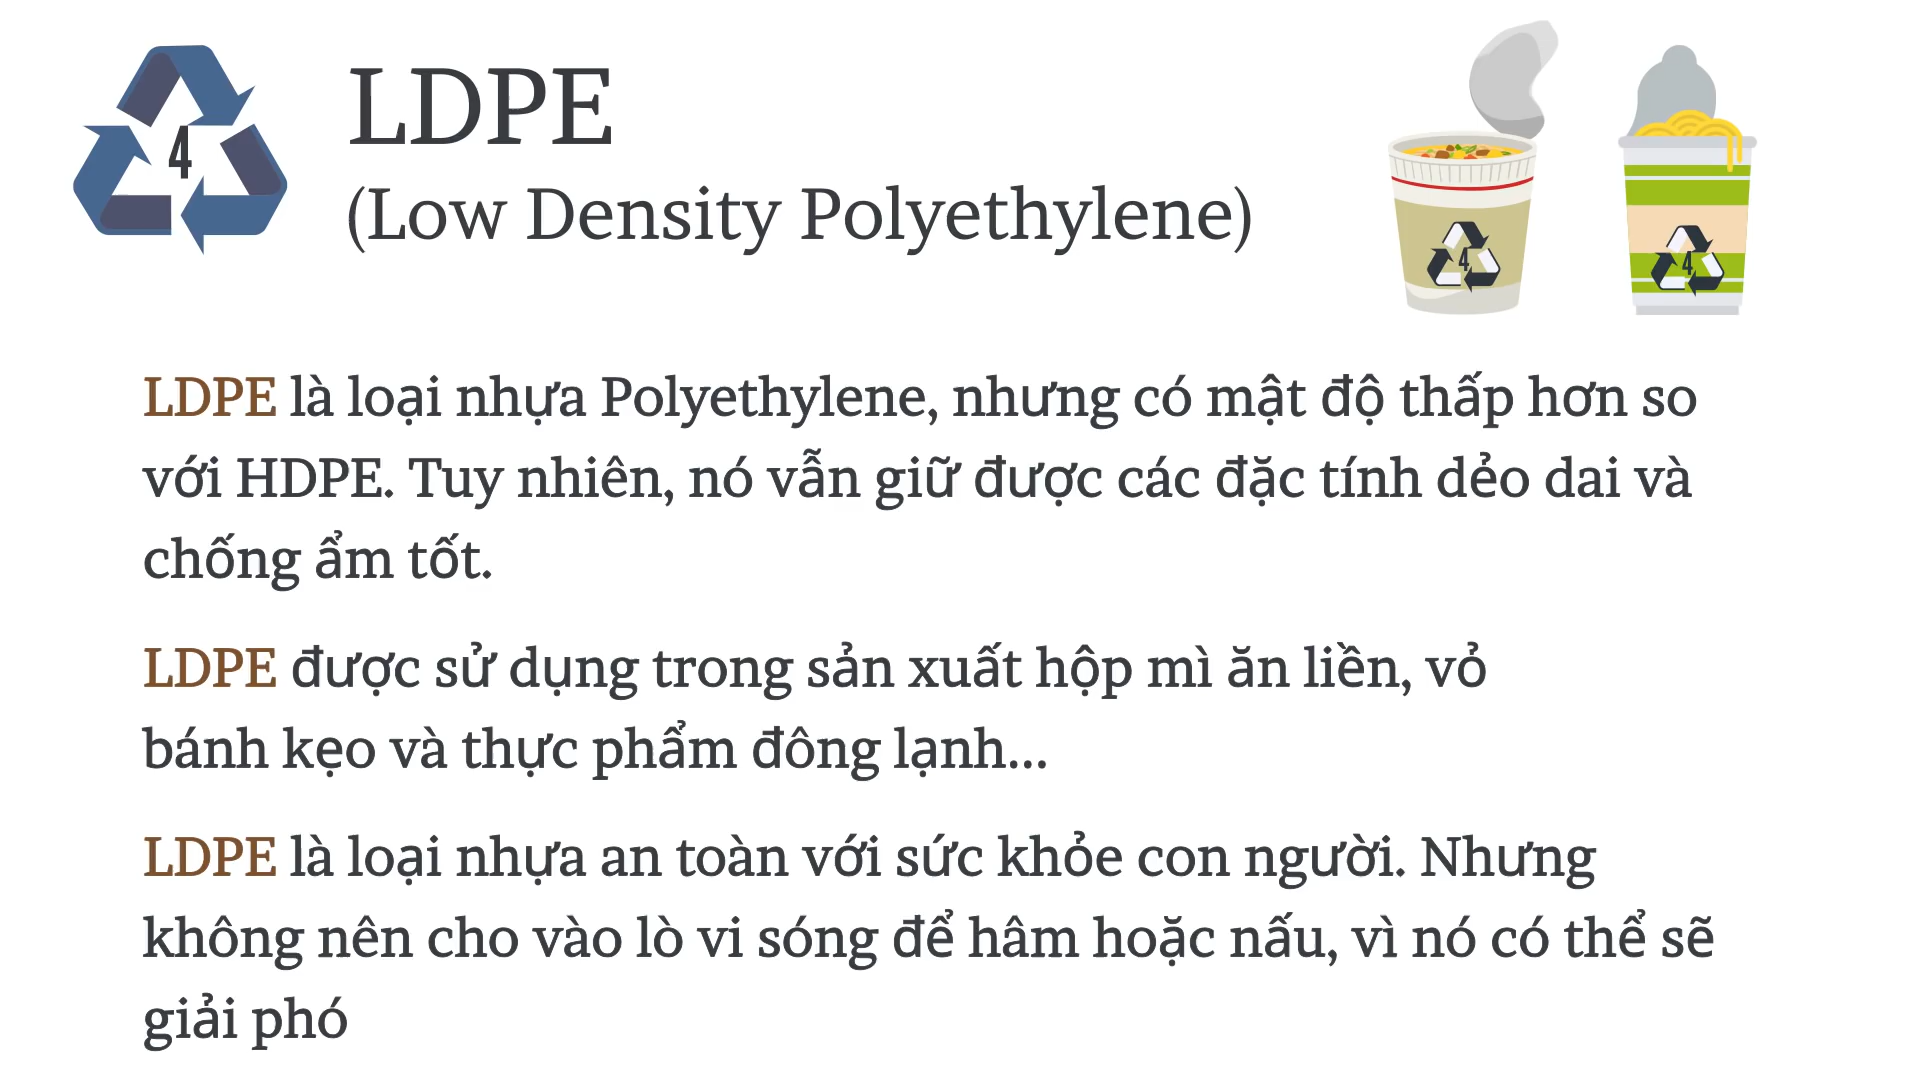 4
LDPE
(Low Density Polyethylene)
4
4
LDPE là loại nhựa Polyethylene, nhưng có mật độ thấp hơn so
với HDPE. Tuy nhiên, nó vẫn giữ được các đặc tính dẻo dai và
chống ẩm tốt.
LDPE được sử dụng trong sản xuất hộp mì ăn liền, vỏ
bánh kẹo và thực phẩm đông lạnh...
LDPE là loại nhựa an toàn với sức khỏe con người. Nhưng
không nên cho vào lò vi sóng để hâm hoặc nấu, vì nó có thể sẽ
giải phó